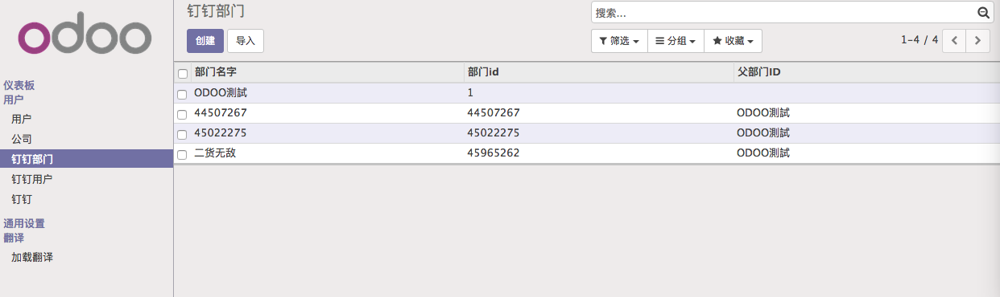 odoo
仪表板
用户
用户
公司
钉钉部门
钉钉用户
钉钉
通用设置
翻译
加载翻译
钉钉部门
搜索...
创建 导入
筛选 分组 收藏 1-4 / 4
部门名字 部门id 父部门ID
ODOO測試 1
44507267 44507267 ODOO測試
45022275 45022275 ODOO測試
二货无敌 45965262 ODOO測試